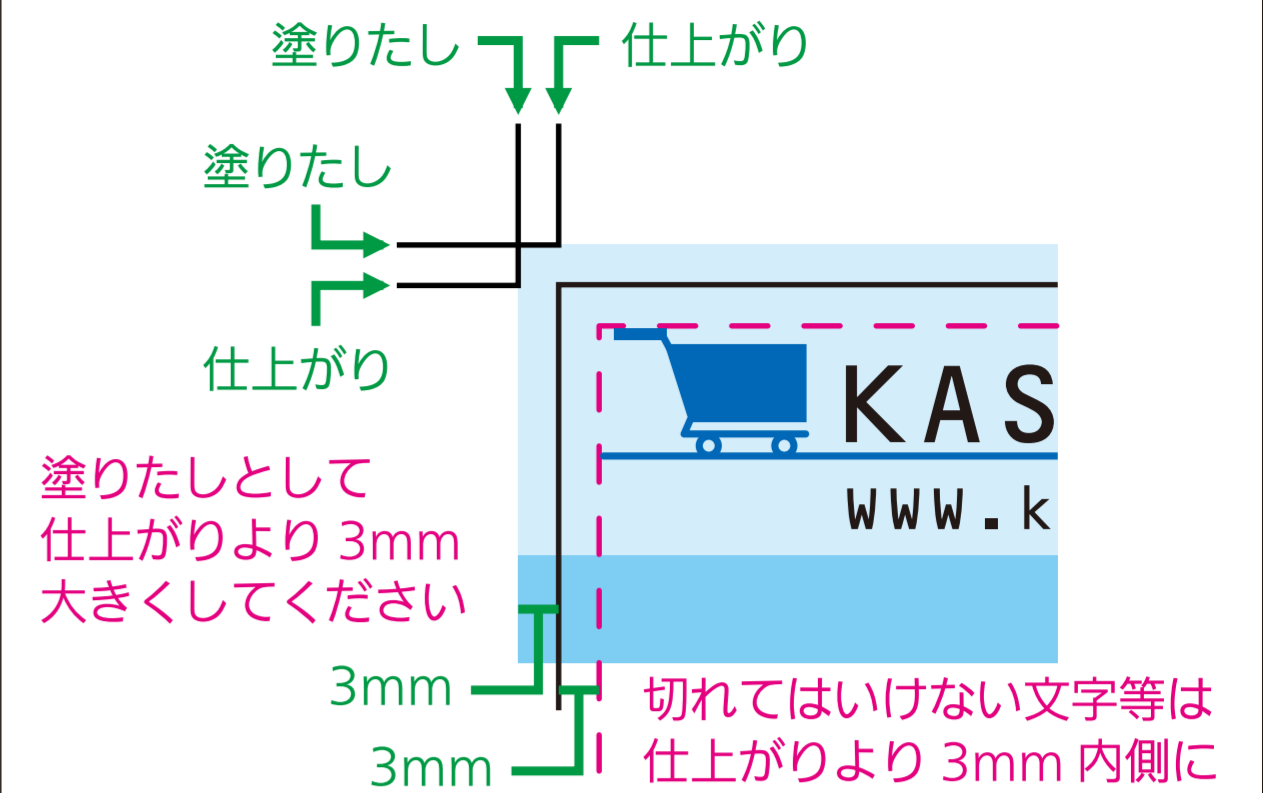 塗りたし
仕上がり
塗りたし
仕上がり
KAS
www.k
塗りたしとして
仕上がりより 3mm
大きくしてください
3mm
3mm
切れてはいけない文字等は
仕上がりより 3mm 内側に